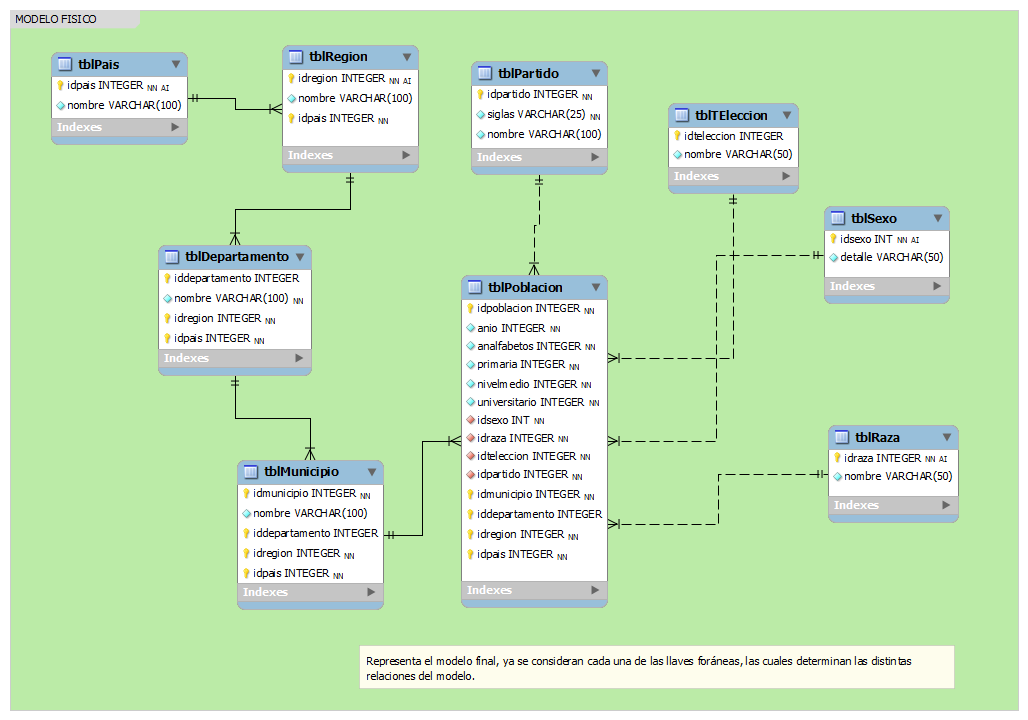 MODELO FISICO
tblPais
idpais INTEGER NN AI
nombre VARCHAR(100)
Indexes
tblRegion
idregion INTEGER NN AI
nombre VARCHAR(100)
idpais INTEGER NN
Indexes
tblPartido
idpartido INTEGER NN
siglas VARCHAR(25) NN
nombre VARCHAR(100)
Indexes
tblTEleccion
idteleccion INTEGER
nombre VARCHAR(50)
Indexes
tblSexo
idsexo INT NN AI
detalle VARCHAR(50)
Indexes
tblDepartamento
iddepartamento INTEGER
nombre VARCHAR(100) NN
idregion INTEGER NN
idpais INTEGER NN
Indexes
tblPoblacion
idpoblacion INTEGER NN
anio INTEGER NN
analfabetos INTEGER NN
primaria INTEGER NN
nivelmedio INTEGER NN
universitario INTEGER NN
idsexo INT NN
idraza INTEGER NN
idteleccion INTEGER NN
idpartido INTEGER NN
idmunicipio INTEGER NN
iddepartamento INTEGER
idregion INTEGER NN
idpais INTEGER NN
Indexes
tblRaza
idraza INTEGER NN AI
nombre VARCHAR(50)
Indexes
tblMunicipio
idmunicipio INTEGER NN
nombre VARCHAR(100)
iddepartamento INTEGER
idregion INTEGER NN
idpais INTEGER NN
Indexes
Representa el modelo final, ya se consideran cada una de las llaves foráneas, las cuales determinan las distintas
relaciones del modelo.